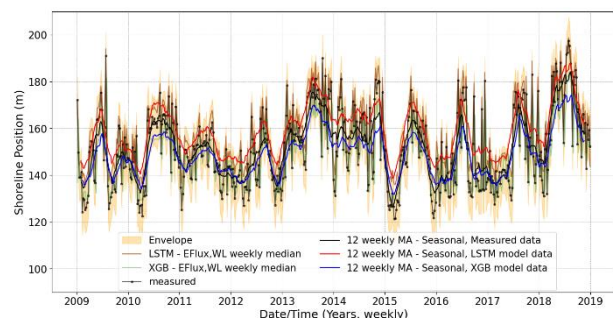 Shoreline Position (m)
200
180
160
140
120
100
Envelope
LSTM - EFlux,WL weekly median
XGB - EFlux,WL weekly median
measured
12 weekly MA - Seasonal, Measured data
12 weekly MA - Seasonal, LSTM model data
12 weekly MA - Seasonal, XGB model data
2009 2010 2011 2012 2013 2014 2015 2016 2017 2018 2019
Date/Time (Years, weekly)